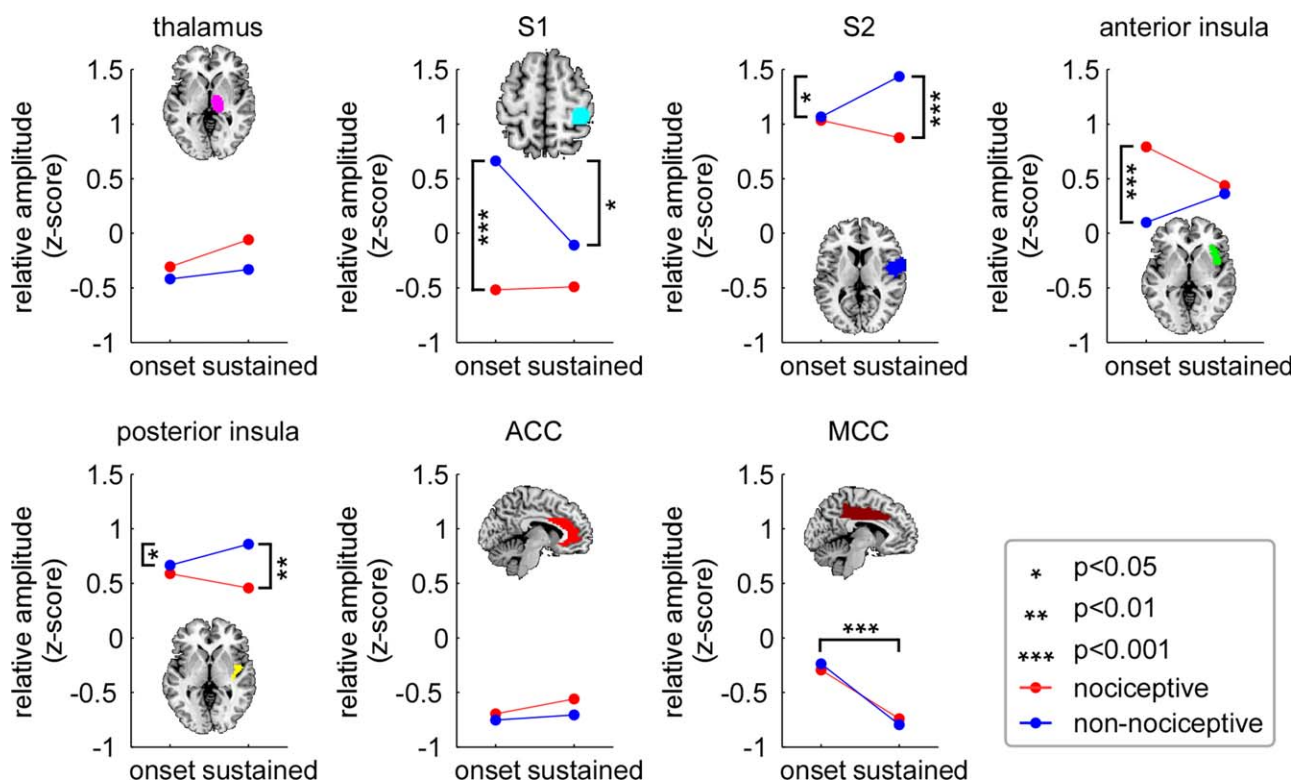 thalamus
relative amplitude
(z-score)
1.5
1
0.5
0
-0.5
-1
onset sustained
S1
relative amplitude
(z-score)
1.5
1
0.5
0
-0.5
-1
***
*
onset sustained
S2
relative amplitude
(z-score)
1.5
1
0.5
0
-0.5
-1
*
***
onset sustained
anterior insula
relative amplitude
(z-score)
1.5
1
0.5
0
-0.5
-1
***
onset sustained
posterior insula
relative amplitude
(z-score)
1.5
1
0.5
0
-0.5
-1
*
**
onset sustained
ACC
relative amplitude
(z-score)
1.5
1
0.5
0
-0.5
-1
onset sustained
MCC
relative amplitude
(z-score)
1.5
1
0.5
0
-0.5
-1
***
onset sustained
* p<0.05
** p<0.01
*** p<0.001
nociceptive
non-nociceptive